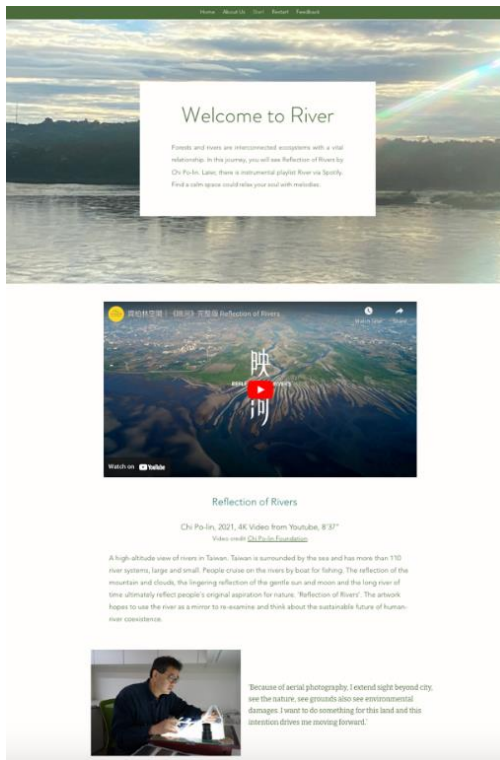 Home About Us Start Restart Feedback
Welcome to River
Forests and rivers are interconnected ecosystems with a vital
relationship. In this journey, you will see Reflection of Rivers by
Chi Po-lin. Later, there is instrumental playlist River via Spotify.
Find a calm space could relax your soul with melodies.
齊柏林空間｜《映河》完整版 Reflection of Rivers
Watch later Share
映
河
Watch on YouTube
Reflection of Rivers
Chi Po-lin, 2021, 4K Video from Youtube, 8'37"
Video credit Chi Po-lin Foundation
A high-altitude view of rivers in Taiwan. Taiwan is surrounded by the sea and has more than 110
river systems, large and small. People cruise on the rivers by boat for fishing. The reflection of the
mountain and clouds, the lingering reflection of the gentle sun and moon and the long river of
time ultimately reflect people's original aspiration for nature. 'Reflection of Rivers'. The artwork
hopes to use the river as a mirror to re-examine and think about the sustainable future of human-
river coexistence.
'Because of aerial photography, I extend sight beyond city,
see the nature, see grounds also see environmental
damages. I want to do something for this land and this
intention drives me moving forward.'